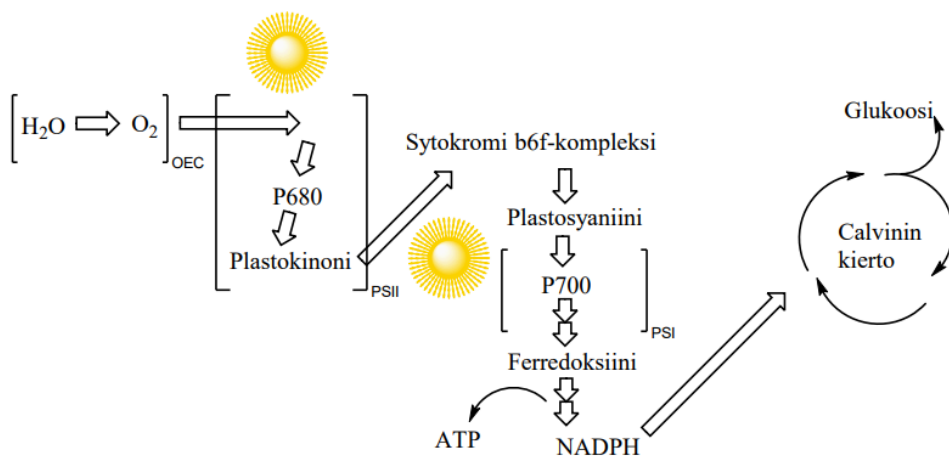 H₂O
O₂
OEC
P680
Plastokinoni
PSII
Sytokromi b6f-kompleksi
Plastosyaniini
P700
PSI
Ferredoksiini
ATP
NADPH
Glukoosi
Calvinin
kierto